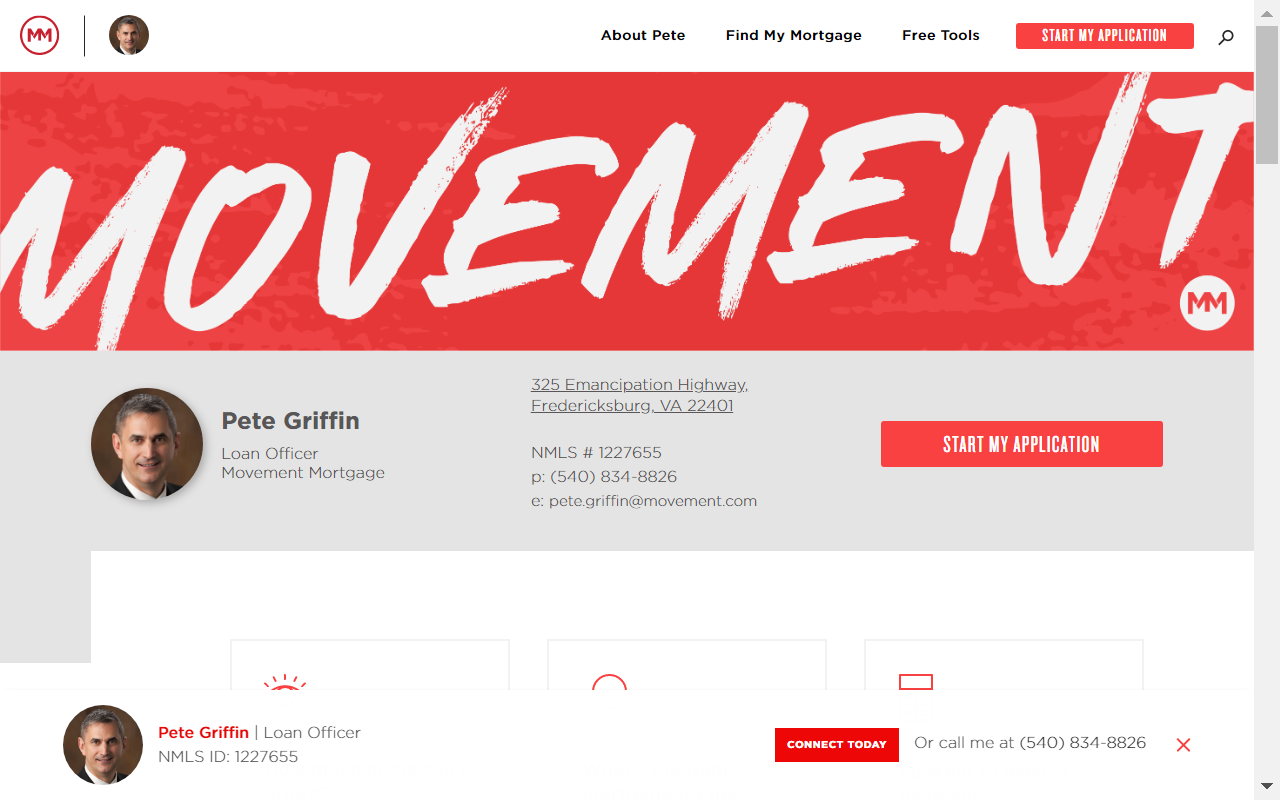 MM
About Pete
Find My Mortgage
Free Tools
START MY APPLICATION
MOVEMENT
MM
Pete Griffin
Loan Officer
Movement Mortgage
325 Emancipation Highway,
Fredericksburg, VA 22401
NMLS # 1227655
p: (540) 834-8826
e: pete.griffin@movement.com
START MY APPLICATION
Pete Griffin | Loan Officer
NMLS ID: 1227655
CONNECT TODAY
Or call me at (540) 834-8826